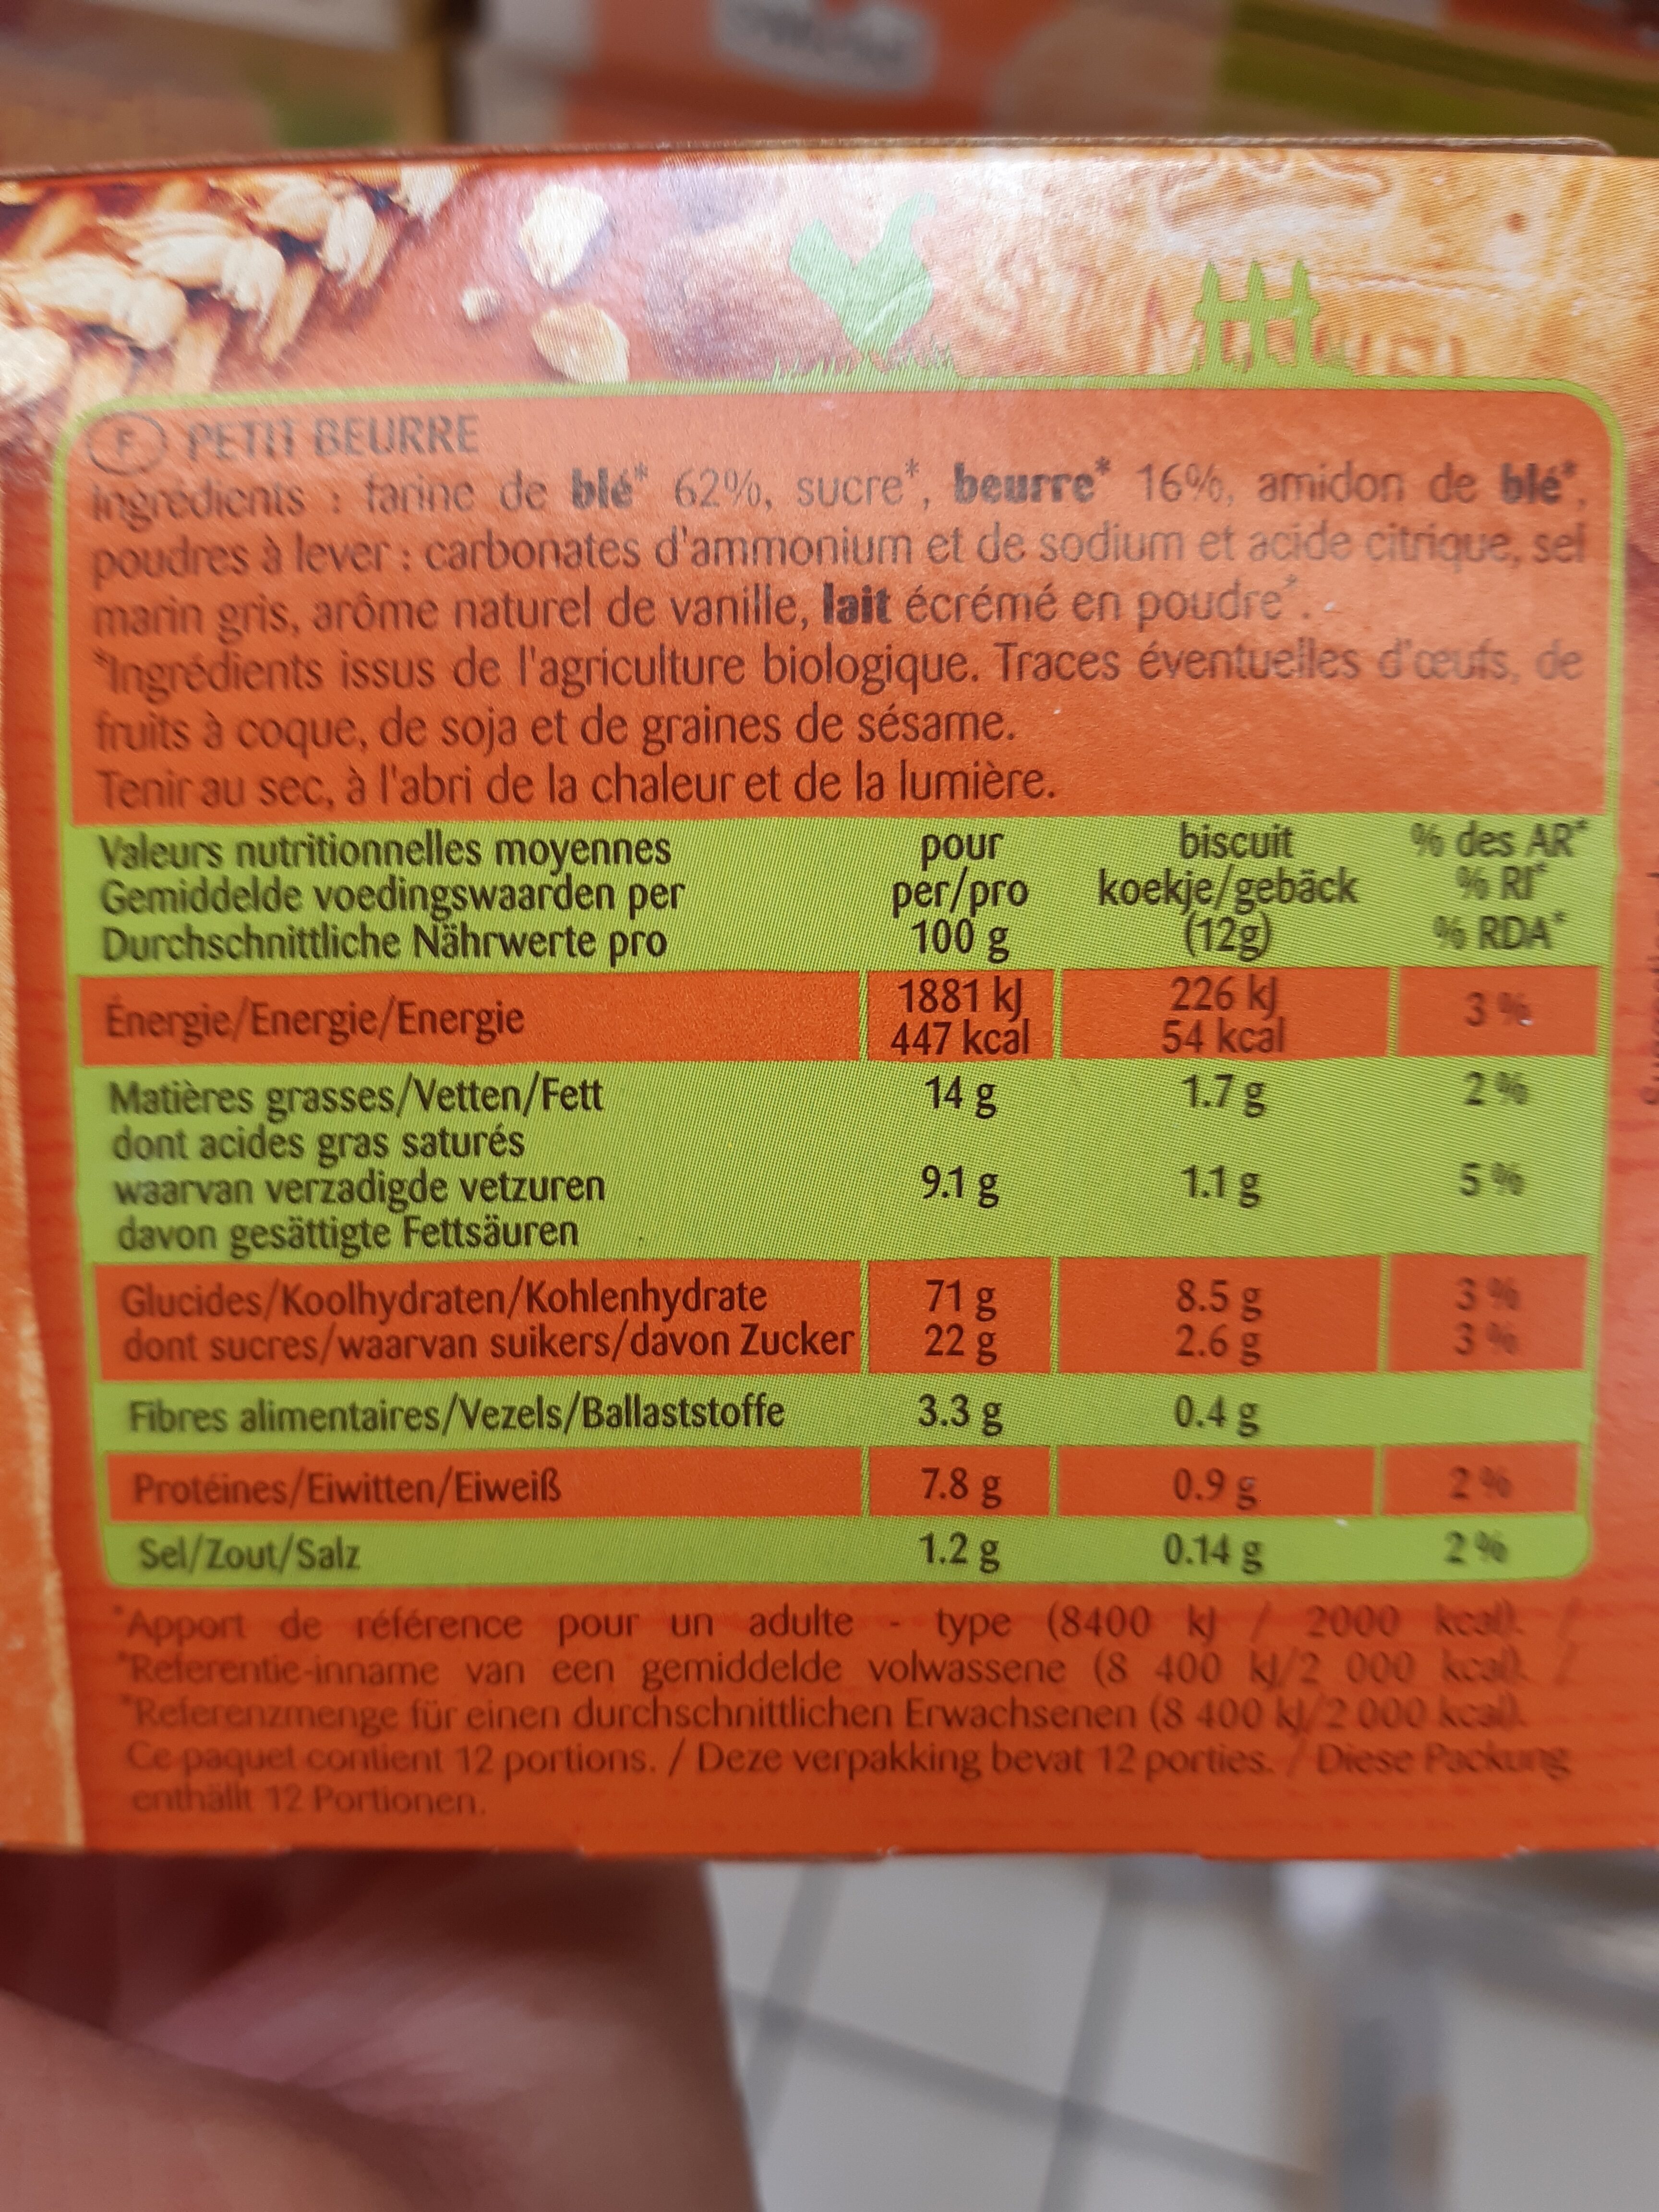 F PETIT BEURRE
Ingrédients : farine de blé* 62%, sucre*, beurre* 16%, amidon de blé*,
poudres à lever : carbonates d'ammonium et de sodium et acide citrique, sel
marin gris, arôme naturel de vanille, lait écrémé en poudre*.
*Ingrédients issus de l'agriculture biologique. Traces éventuelles d'œufs, de
fruits à coque, de soja et de graines de sésame.
Tenir au sec, à l'abri de la chaleur et de la lumière.
Valeurs nutritionnelles moyennes pour biscuit % des AR*
Gemiddelde voedingswaarden per per/pro koekje/gebäck % RI*
Durchschnittliche Nährwerte pro 100 g (12g) % RDA*
Énergie/Energie/Energie 1881 kJ 226 kJ 3 %
447 kcal 54 kcal
Matières grasses/Vetten/Fett 14 g 1.7 g 2 %
dont acides gras saturés
waarvan verzadigde vetzuren 9.1 g 1.1 g 5 %
davon gesättigte Fettsäuren
Glucides/Koolhydraten/Kohlenhydrate 71 g 8.5 g 3 %
dont sucres/waarvan suikers/davon Zucker 22 g 2.6 g 3 %
Fibres alimentaires/Vezels/Ballaststoffe 3.3 g 0.4 g
Protéines/Eiwitten/Eiweiß 7.8 g 0.9 g 2 %
Sel/Zout/Salz 1.2 g 0.14 g 2 %
*Apport de référence pour un adulte - type (8400 kJ / 2000 kcal). /
*Referentie-inname van een gemiddelde volwassene (8 400 kJ/2 000 kcal). /
*Referenzmenge für einen durchschnittlichen Erwachsenen (8 400 kJ/2 000 kcal).
Ce paquet contient 12 portions. / Deze verpakking bevat 12 porties. / Diese Packung
enthällt 12 Portionen.